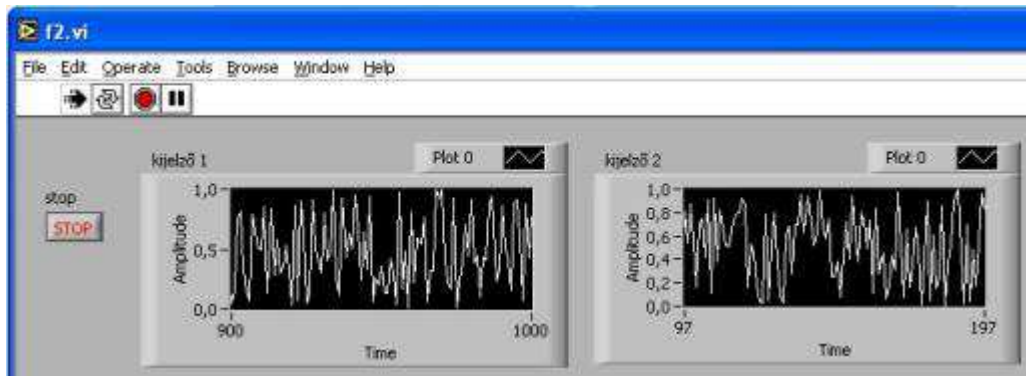 f2.vi
File Edit Operate Tools Browse Window Help
stop
STOP
kijelző 1
Plot 0
Amplitude
1,0
0,5
0,0
900
1000
Time
kijelző 2
Plot 0
Amplitude
1,0
0,8
0,6
0,4
0,2
0,0
97
197
Time